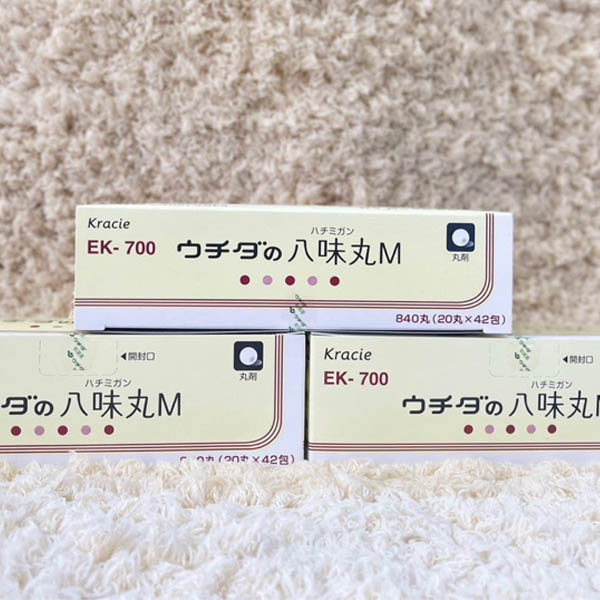 Kracie
EK- 700
ウチダの八味丸M
ハチミガン
丸剤
840丸(20丸×42包)
◀開封口
丸剤
ハチミガン
チダの八味丸M
丸(20丸×42包)
Kracie
EK- 700
◀開封口
ハチミガン
ウチダの八味丸M